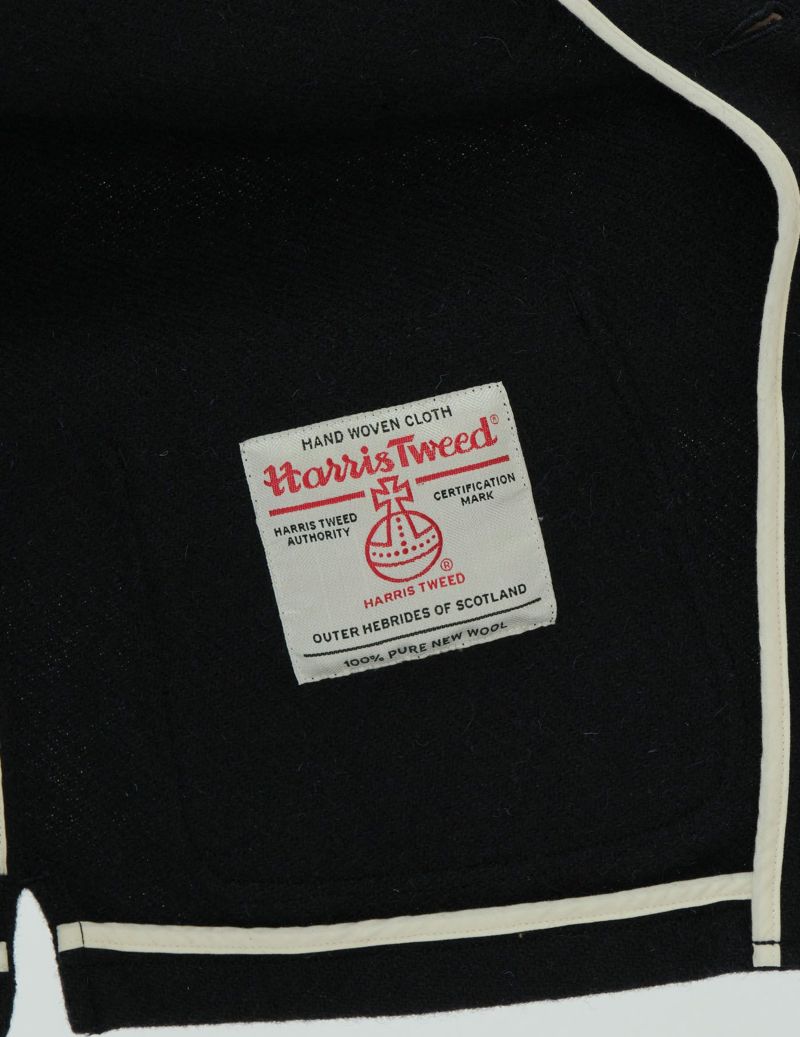 HAND WOVEN CLOTH
Harris Tweed®
HARRIS TWEED
AUTHORITY
CERTIFICATION
MARK
®
HARRIS TWEED
OUTER HEBRIDES OF SCOTLAND
100% PURE NEW WOOL